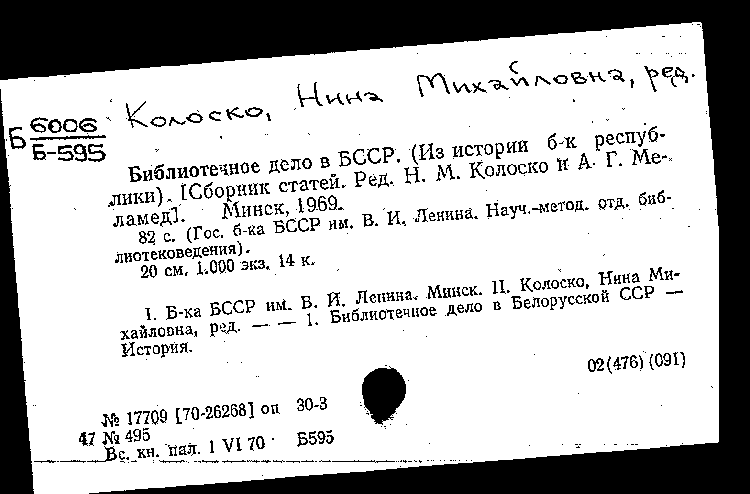 Колоско, Нина Михайловна, ред.
Б 6006
Б-595
Библиотечное дело в БССР. (Из истории б-к респуб-
лики). [Сборник статей. Ред. Н. М. Колоско и А. Г. Ме-
ламед]. Минск, 1969.
82 с. (Гос. б-ка БССР им. В. И. Ленина. Науч.-метод. отд. биб-
лиотековедения).
20 см. 1.000 экз. 14 к.
I. Б-ка БССР им. В. И. Ленина. Минск. II. Колоско, Нина Ми-
хайловна, ред. — — 1. Библиотечное дело в Белорусской ССР —
История.
02(476)(091)
№ 17709 [70-26268] оп 30-3
47 № 495
Вс. кн. пал. 1 VI 70 Б595